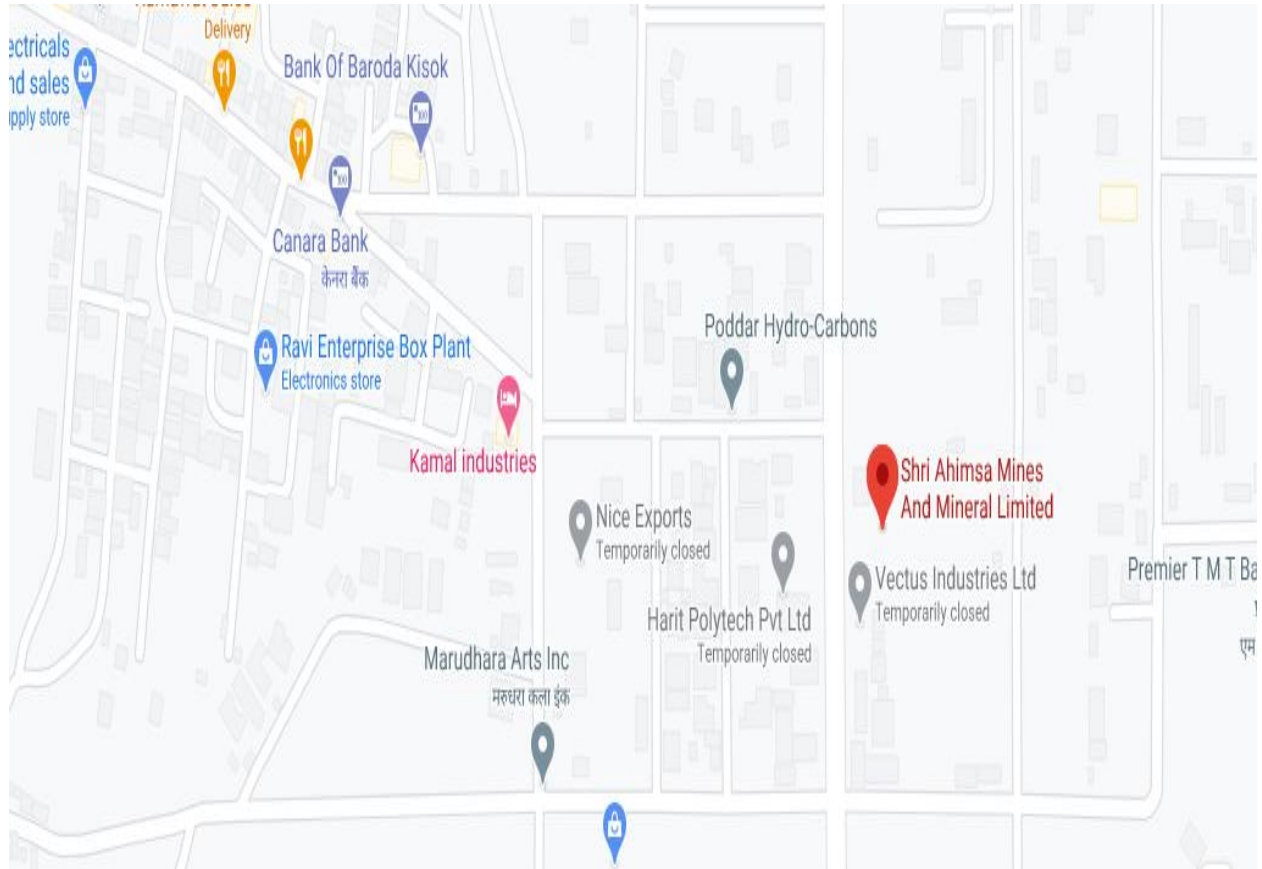 Delivery
ectricals
nd sales
pply store
Bank Of Baroda Kisok
Canara Bank
केनरा बैंक
Poddar Hydro-Carbons
Ravi Enterprise Box Plant
Electronics store
Kamal industries
Shri Ahimsa Mines
And Mineral Limited
Nice Exports
Temporarily closed
Vectus Industries Ltd
Temporarily closed
Premier T M T Ba
एम
Harit Polytech Pvt Ltd
Temporarily closed
Marudhara Arts Inc
मरुधरा कला इंक